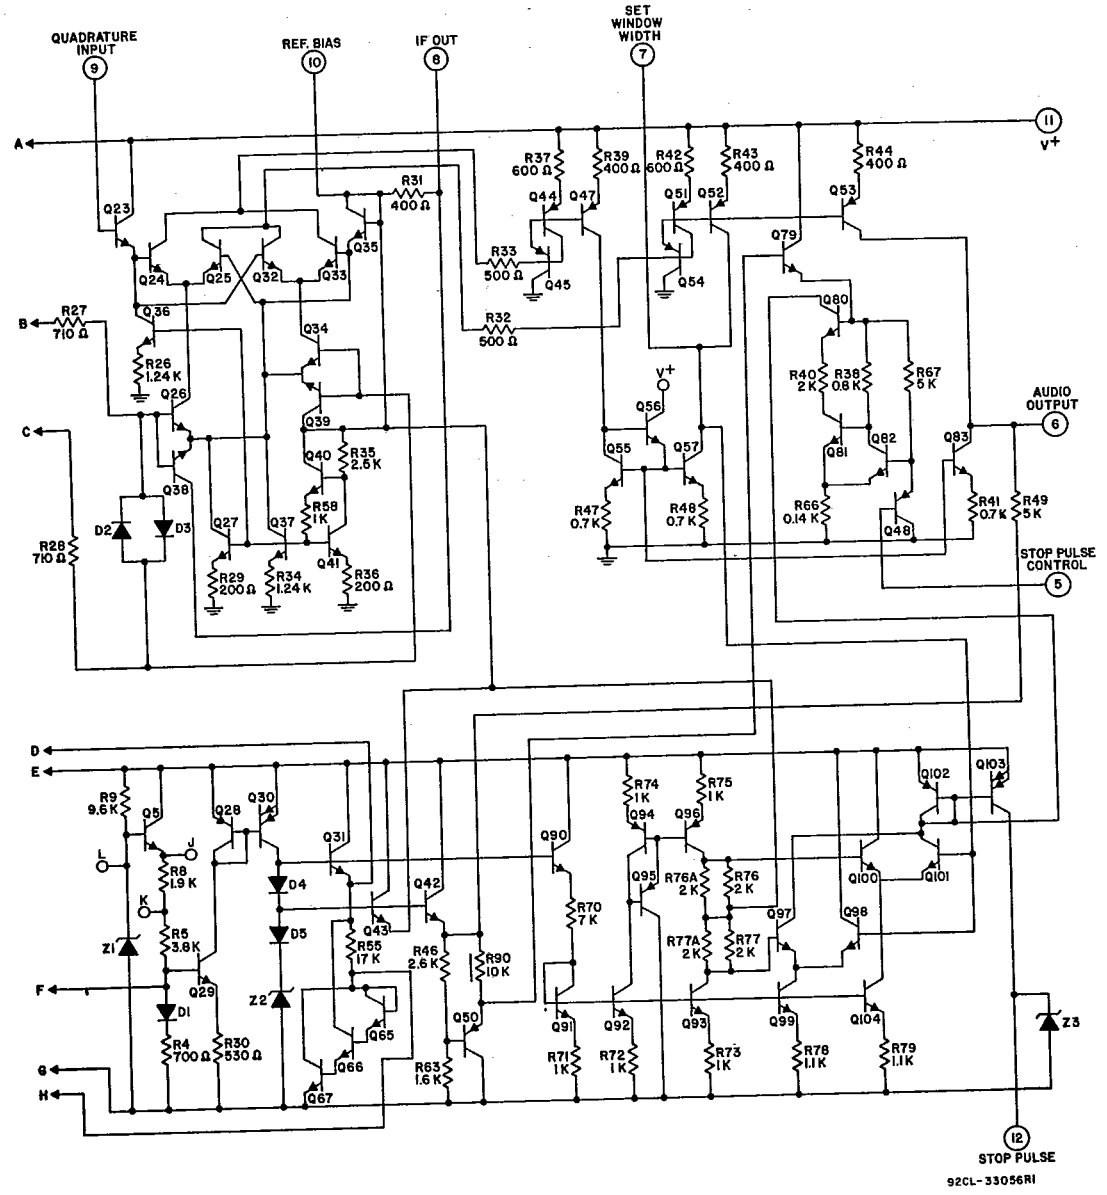 QUADRATURE
INPUT
9
REF. BIAS
10
IF OUT
8
SET
WINDOW
WIDTH
7
11
V+
A
Q23
Q24
Q25
Q32
Q33
Q35
R31
400 Ω
R37
600 Ω
R39
400 Ω
R42
600 Ω
R43
400 Ω
R44
400 Ω
Q44
Q47
Q51
Q52
Q53
Q79
R33
500 Ω
Q45
Q54
R32
500 Ω
B
R27
710 Ω
Q36
R26
1.24 K
Q34
Q26
Q39
C
Q38
Q40
R35
2.5 K
R58
1K
D2
D3
Q27
Q37
Q41
R28
710 Ω
R29
200 Ω
R34
1.24K
R36
200 Ω
V+
Q56
Q55
Q57
R47
0.7 K
R48
0.7 K
Q80
R40
2 K
R38
0.8 K
R67
5 K
Q81
Q82
Q83
R66
0.14 K
Q48
R41
0.7 K
R49
5 K
AUDIO
OUTPUT
6
STOP PULSE
CONTROL
5
D
E
R9
9.6 K
Q5
Q28
Q30
Q31
L
J
R8
1.9 K
K
R5
3.8 K
Z1
F
Q29
D1
R4
700 Ω
R30
530 Ω
D4
D5
Z2
Q43
Q42
R55
17 K
R46
2.6 K
R90
10 K
Q65
Q66
Q67
Q50
R63
1.6 K
G
H
Q90
R70
7 K
Q91
R71
1K
R74
1 K
R75
1 K
Q94
Q96
Q95
R76A
2 K
R76
2 K
R77A
2 K
R77
2 K
Q92
R72
1K
Q93
R73
1 K
Q97
Q98
Q99
R78
1.1 K
Q100
Q101
Q102
Q103
Q104
R79
1.1K
Z3
12
STOP PULSE
92CL-33056R1